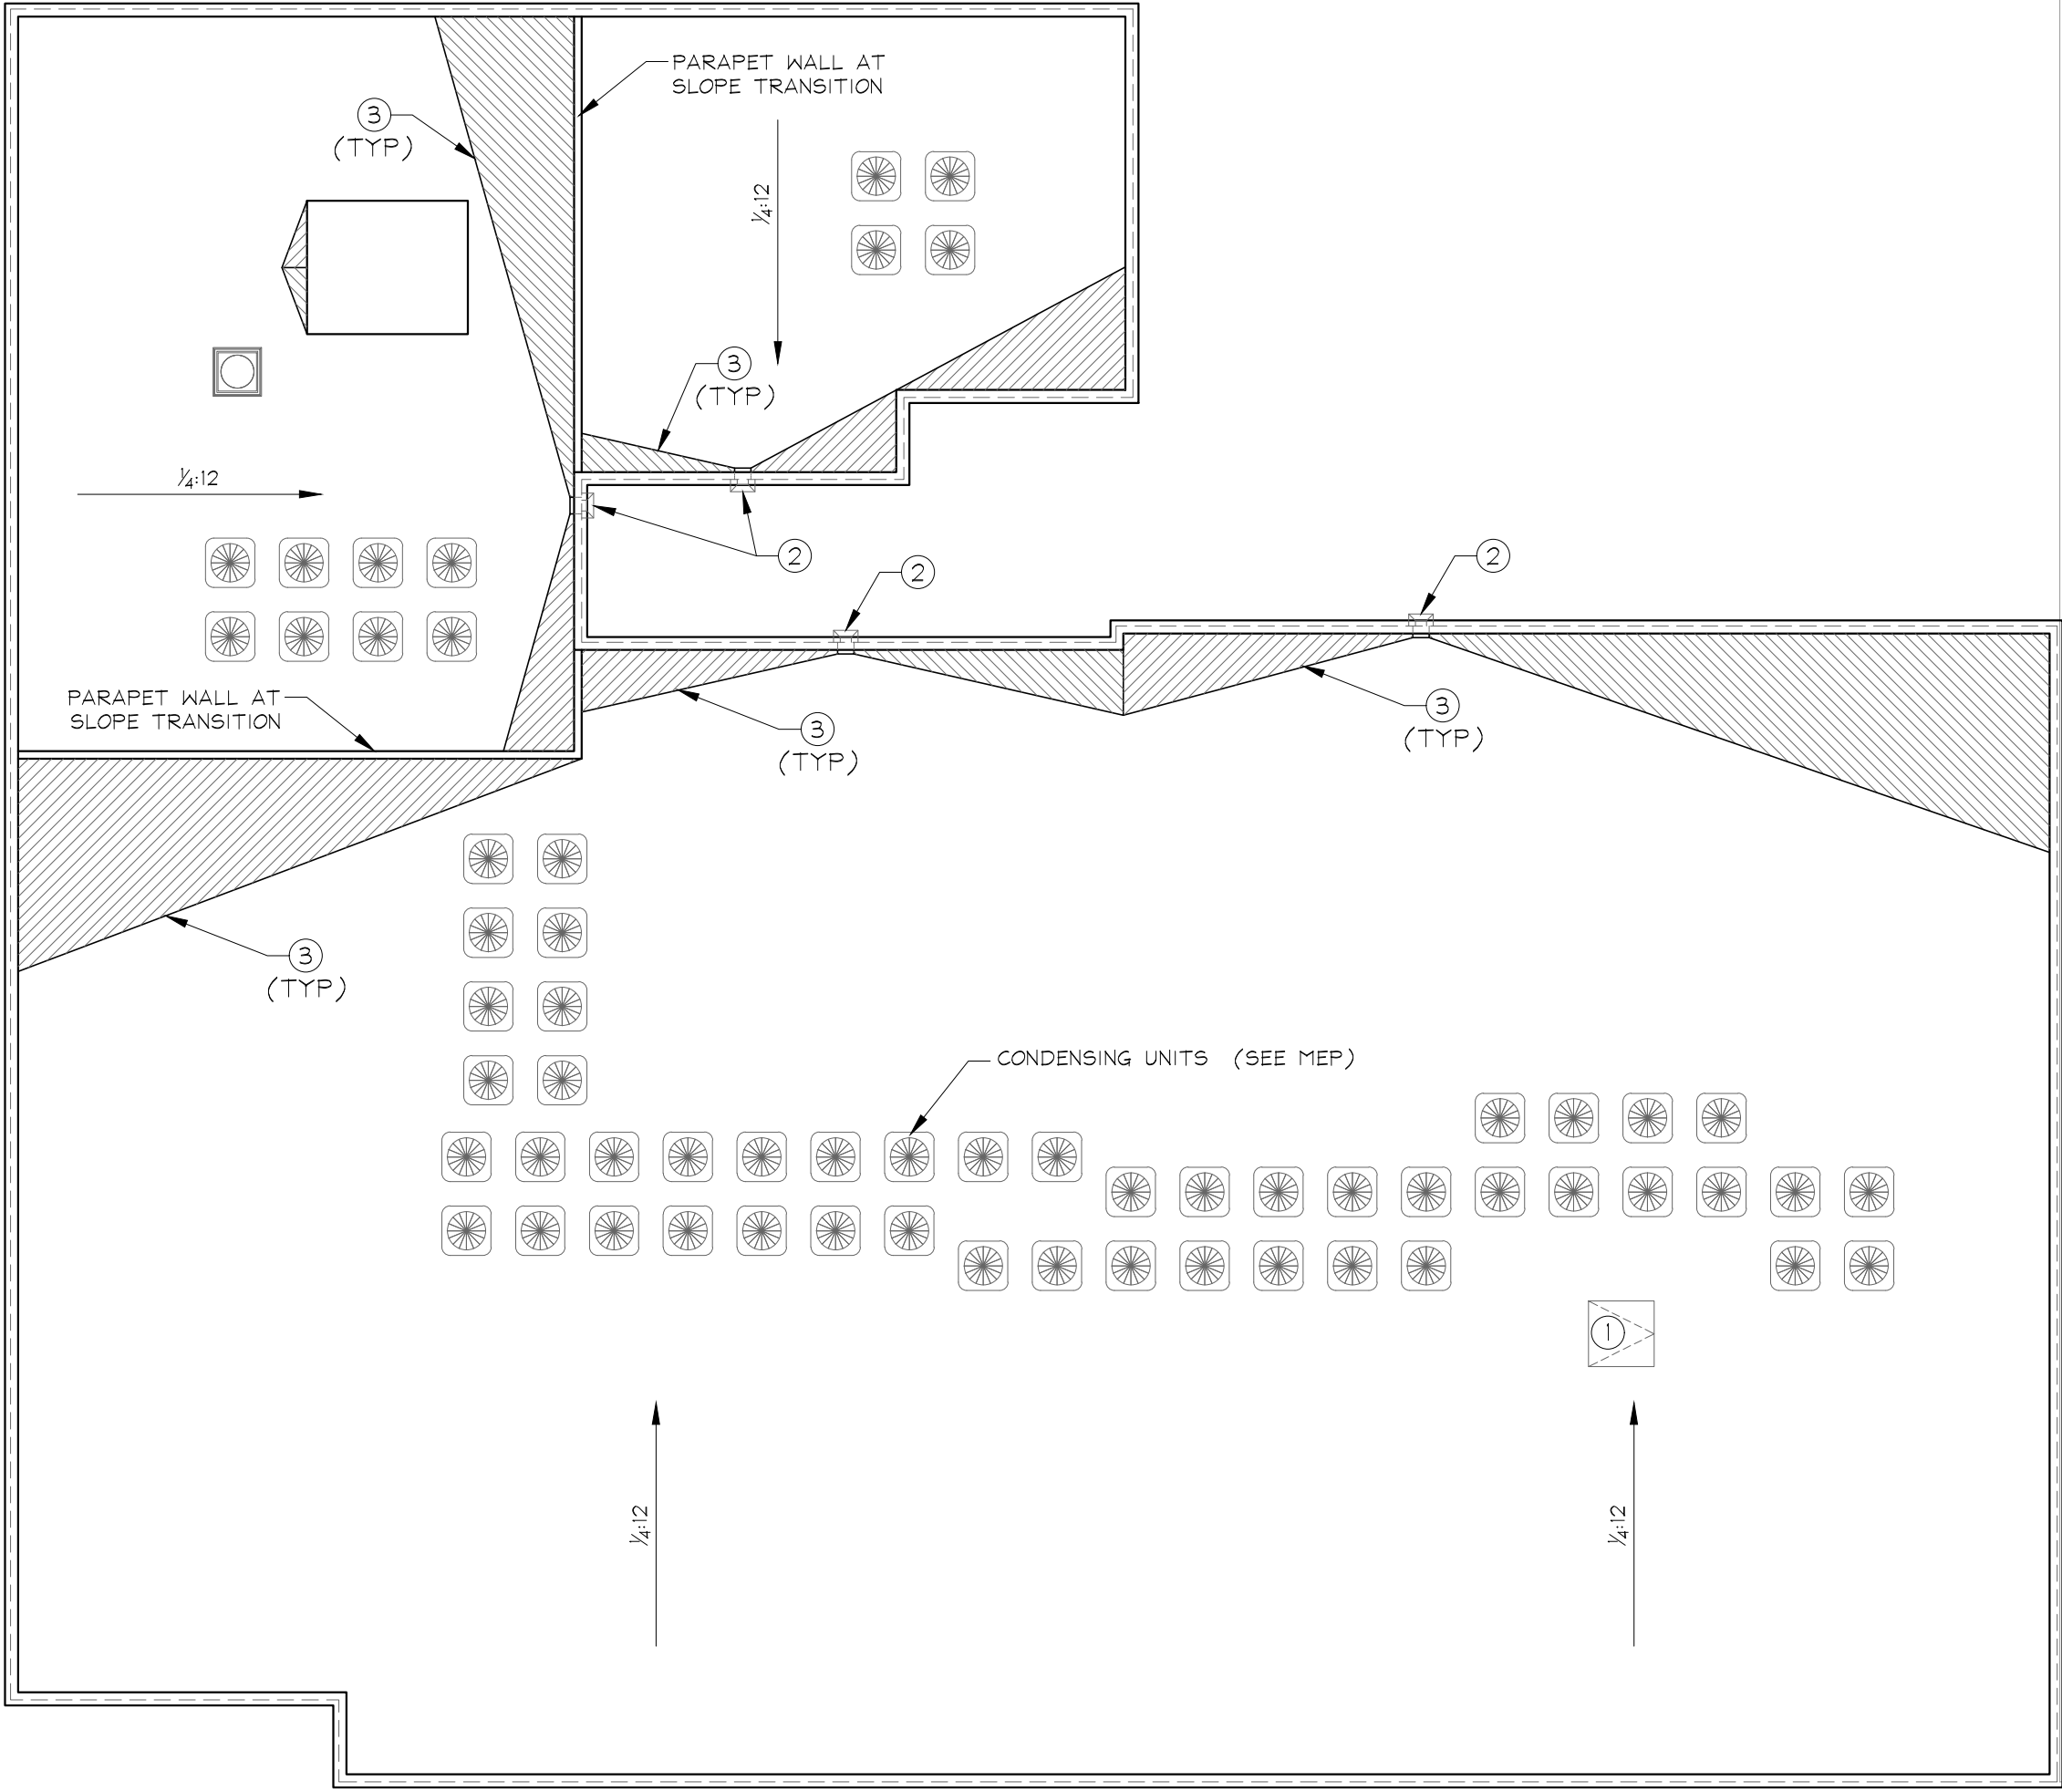 PARAPET WALL AT
SLOPE TRANSITION
3
(TYP)
1/4:12
3
(TYP)
1/4:12
2
2
2
PARAPET WALL AT
SLOPE TRANSITION
3
(TYP)
3
(TYP)
3
(TYP)
CONDENSING UNITS (SEE MEP)
1
1/4:12
1/4:12